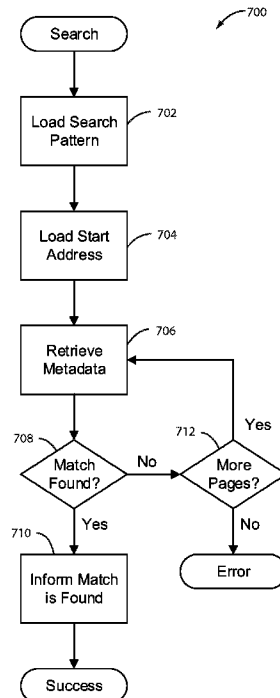 Search
700
Load Search
Pattern
702
Load Start
Address
704
Retrieve
Metadata
706
708
Match
Found?
No
712
More
Pages?
Yes
Yes
No
710
Inform Match
is Found
Error
Success